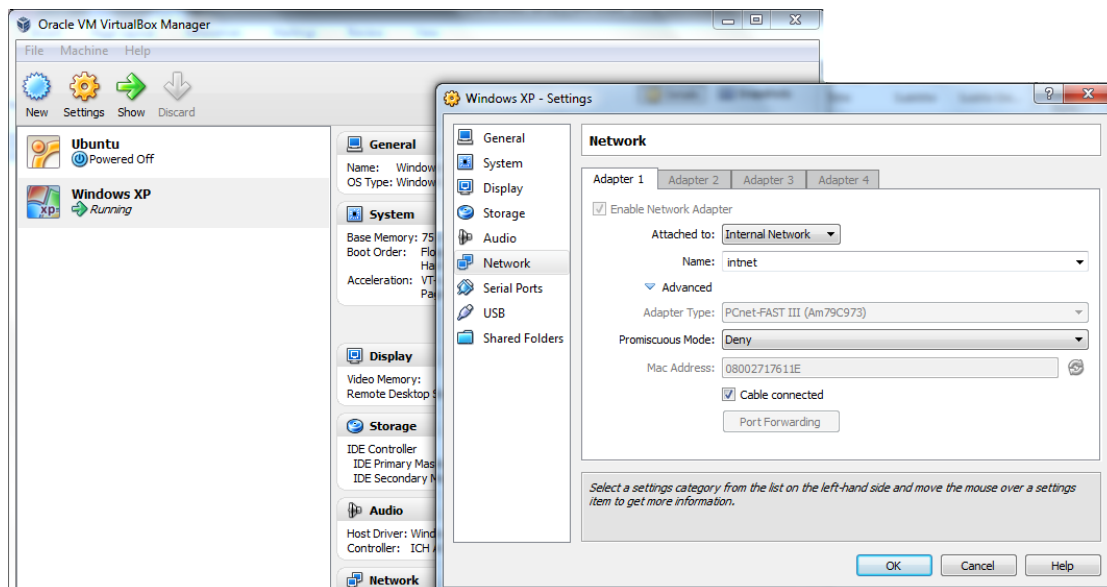 Oracle VM VirtualBox Manager
File Machine Help
New Settings Show Discard
Ubuntu
Powered Off
Windows XP
Running
General
Name: Window
OS Type: Window
System
Base Memory: 75
Boot Order: Flo
Ha
Acceleration: VT-
Pa
Display
Video Memory:
Remote Desktop S
Storage
IDE Controller
IDE Primary Mas
IDE Secondary M
Audio
Host Driver: Wind
Controller: ICH A
Network
Windows XP - Settings
General
System
Display
Storage
Audio
Network
Serial Ports
USB
Shared Folders
Network
Adapter 1 Adapter 2 Adapter 3 Adapter 4
Enable Network Adapter
Attached to: Internal Network
Name: intnet
Advanced
Adapter Type: PCnet-FAST III (Am79C973)
Promiscuous Mode: Deny
Mac Address: 08002717611E
Cable connected
Port Forwarding
Select a settings category from the list on the left-hand side and move the mouse over a settings
item to get more information.
OK Cancel Help